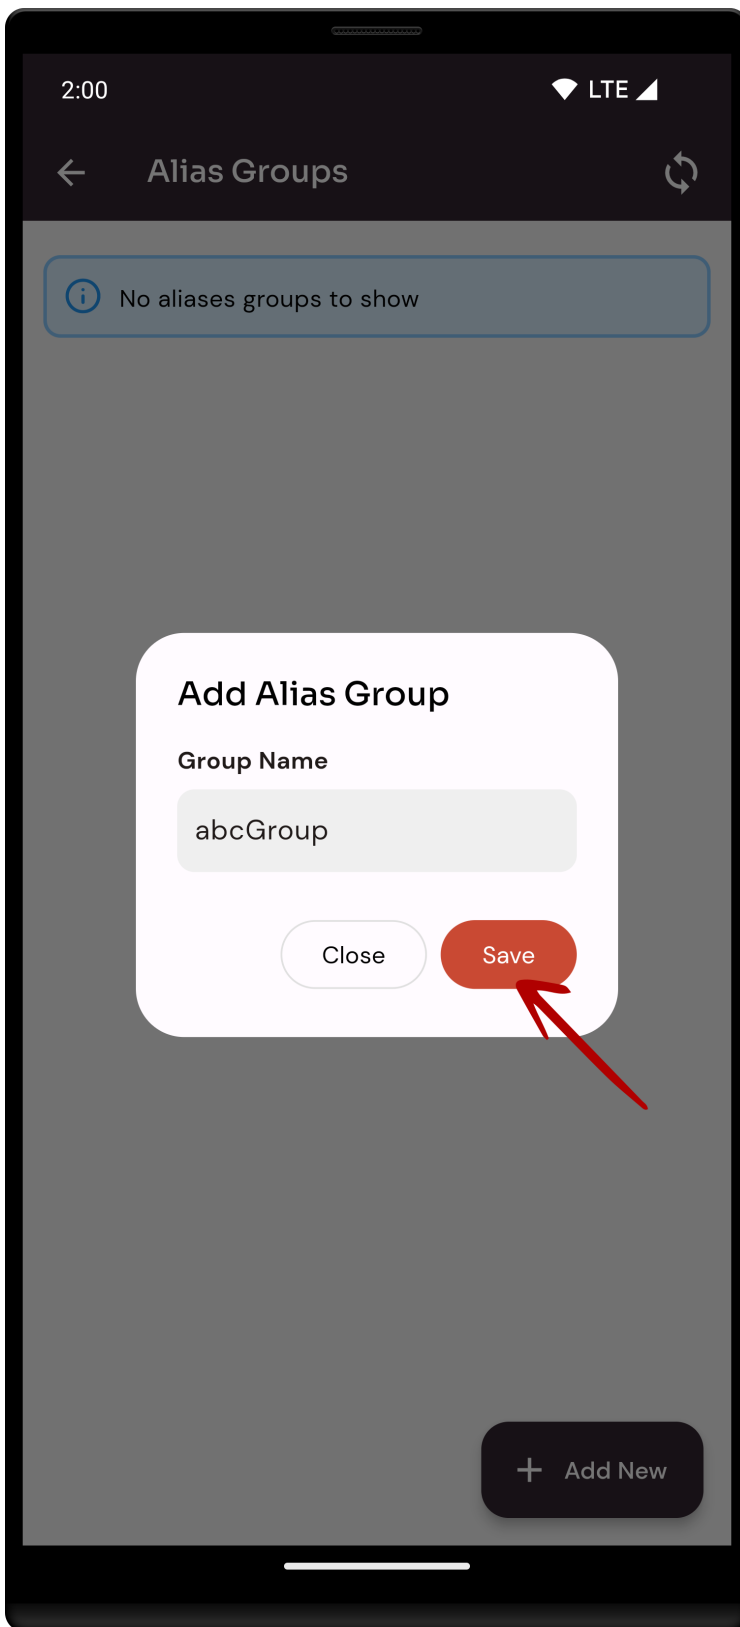 2:00 LTE
Alias Groups
No aliases groups to show
Add Alias Group
Group Name
abcGroup
Close Save
+ Add New